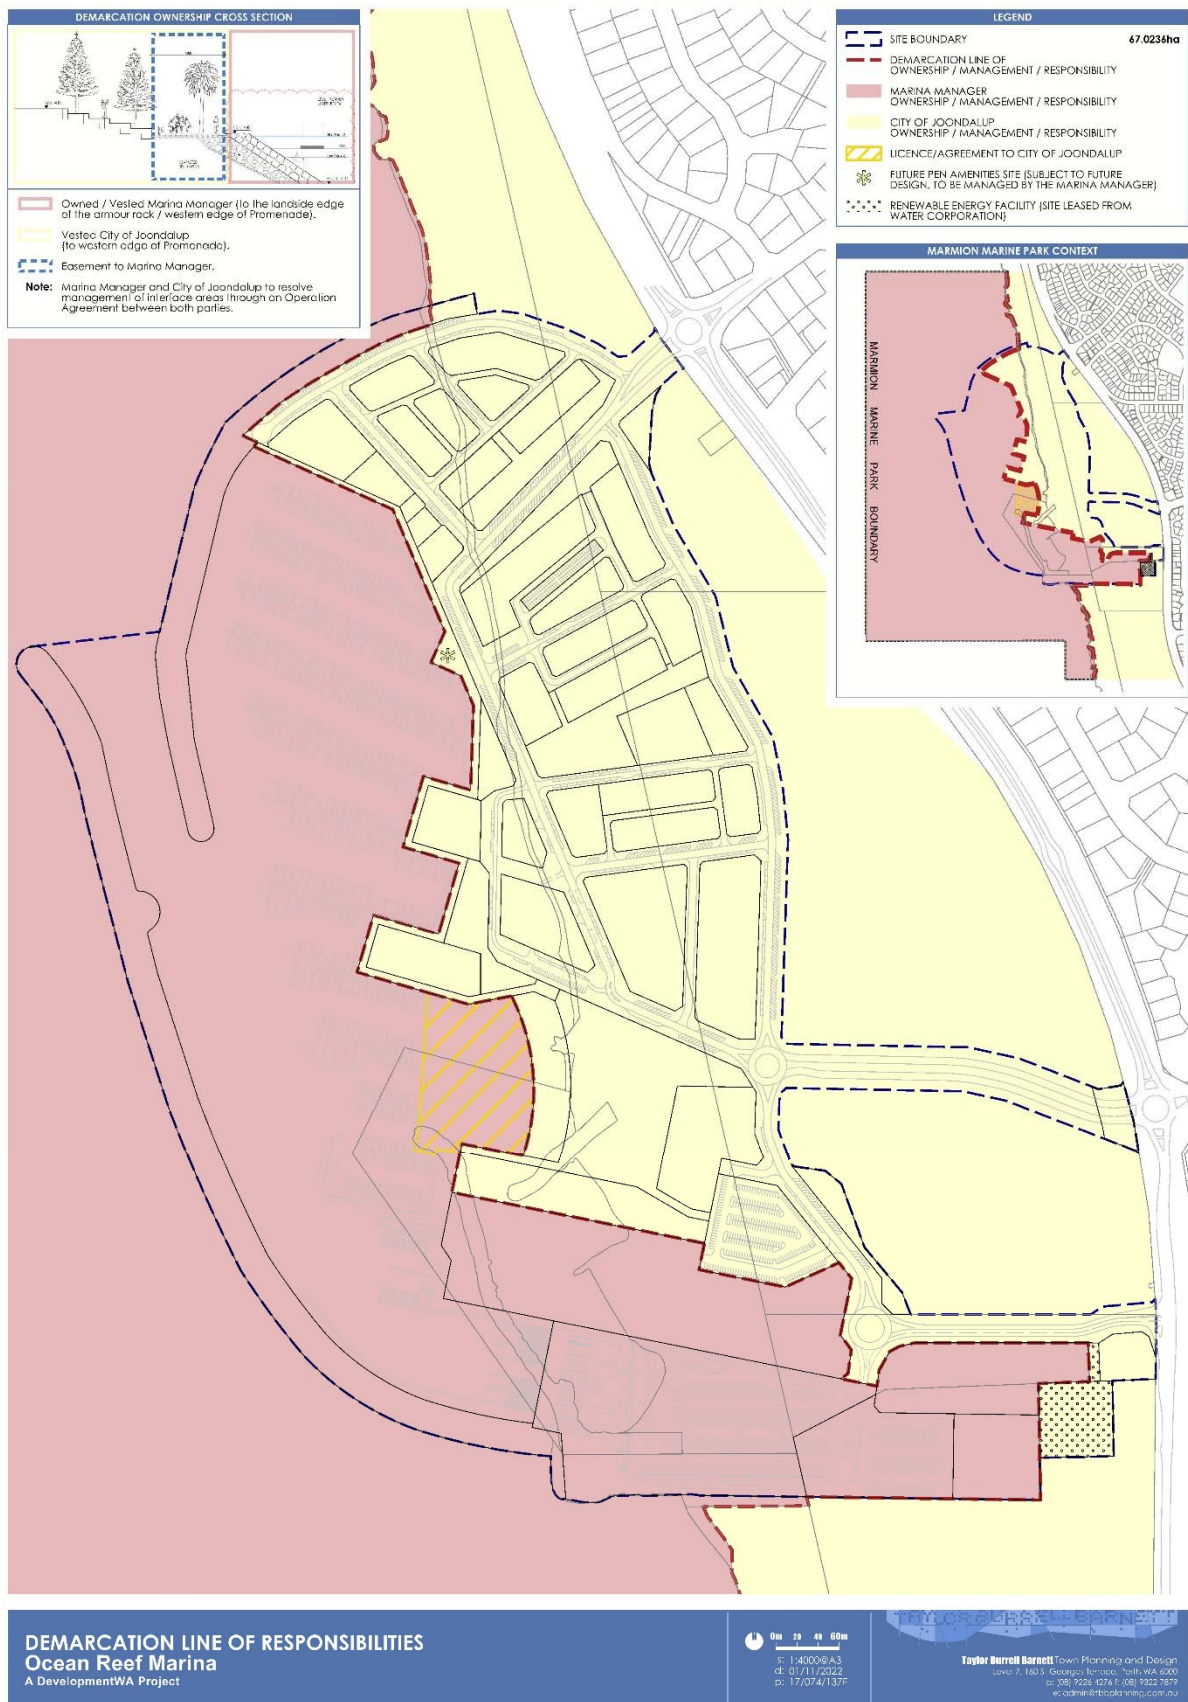 DEMARCATION OWNERSHIP CROSS SECTION
Owned / Vested Marina Manager (to the landside edge
of the armour rock / western edge of Promenade).
Vested City of Joondalup
(to western edge of Promenade).
Easement to Marina Manager.
Note: Marina Manager and City of Joondalup to resolve
management of interface areas through an Operation
Agreement between both parties.
LEGEND
SITE BOUNDARY 67.0236ha
DEMARCATION LINE OF
OWNERSHIP / MANAGEMENT / RESPONSIBILITY
MARINA MANAGER
OWNERSHIP / MANAGEMENT / RESPONSIBILITY
CITY OF JOONDALUP
OWNERSHIP / MANAGEMENT / RESPONSIBILITY
LICENCE/AGREEMENT TO CITY OF JOONDALUP
FUTURE PEN AMENITIES SITE (SUBJECT TO FUTURE
DESIGN, TO BE MANAGED BY THE MARINA MANAGER)
RENEWABLE ENERGY FACILITY (SITE LEASED FROM
WATER CORPORATION)
MARMION MARINE PARK CONTEXT
MARMION MARINE PARK BOUNDARY
DEMARCATION LINE OF RESPONSIBILITIES
Ocean Reef Marina
A DevelopmentWA Project
0m 20 40 60m
s: 1:4000@A3
d: 01/11/2022
p: 17/074/137F
TAYLOR BURRELL BARNETT
Taylor Burrell Barnett Town Planning and Design
Level 7, 160 St Georges Terrace, Perth WA 6000
p: (08) 9226 4276 f: (08) 9322 7879
e: admin@tbbplanning.com.au